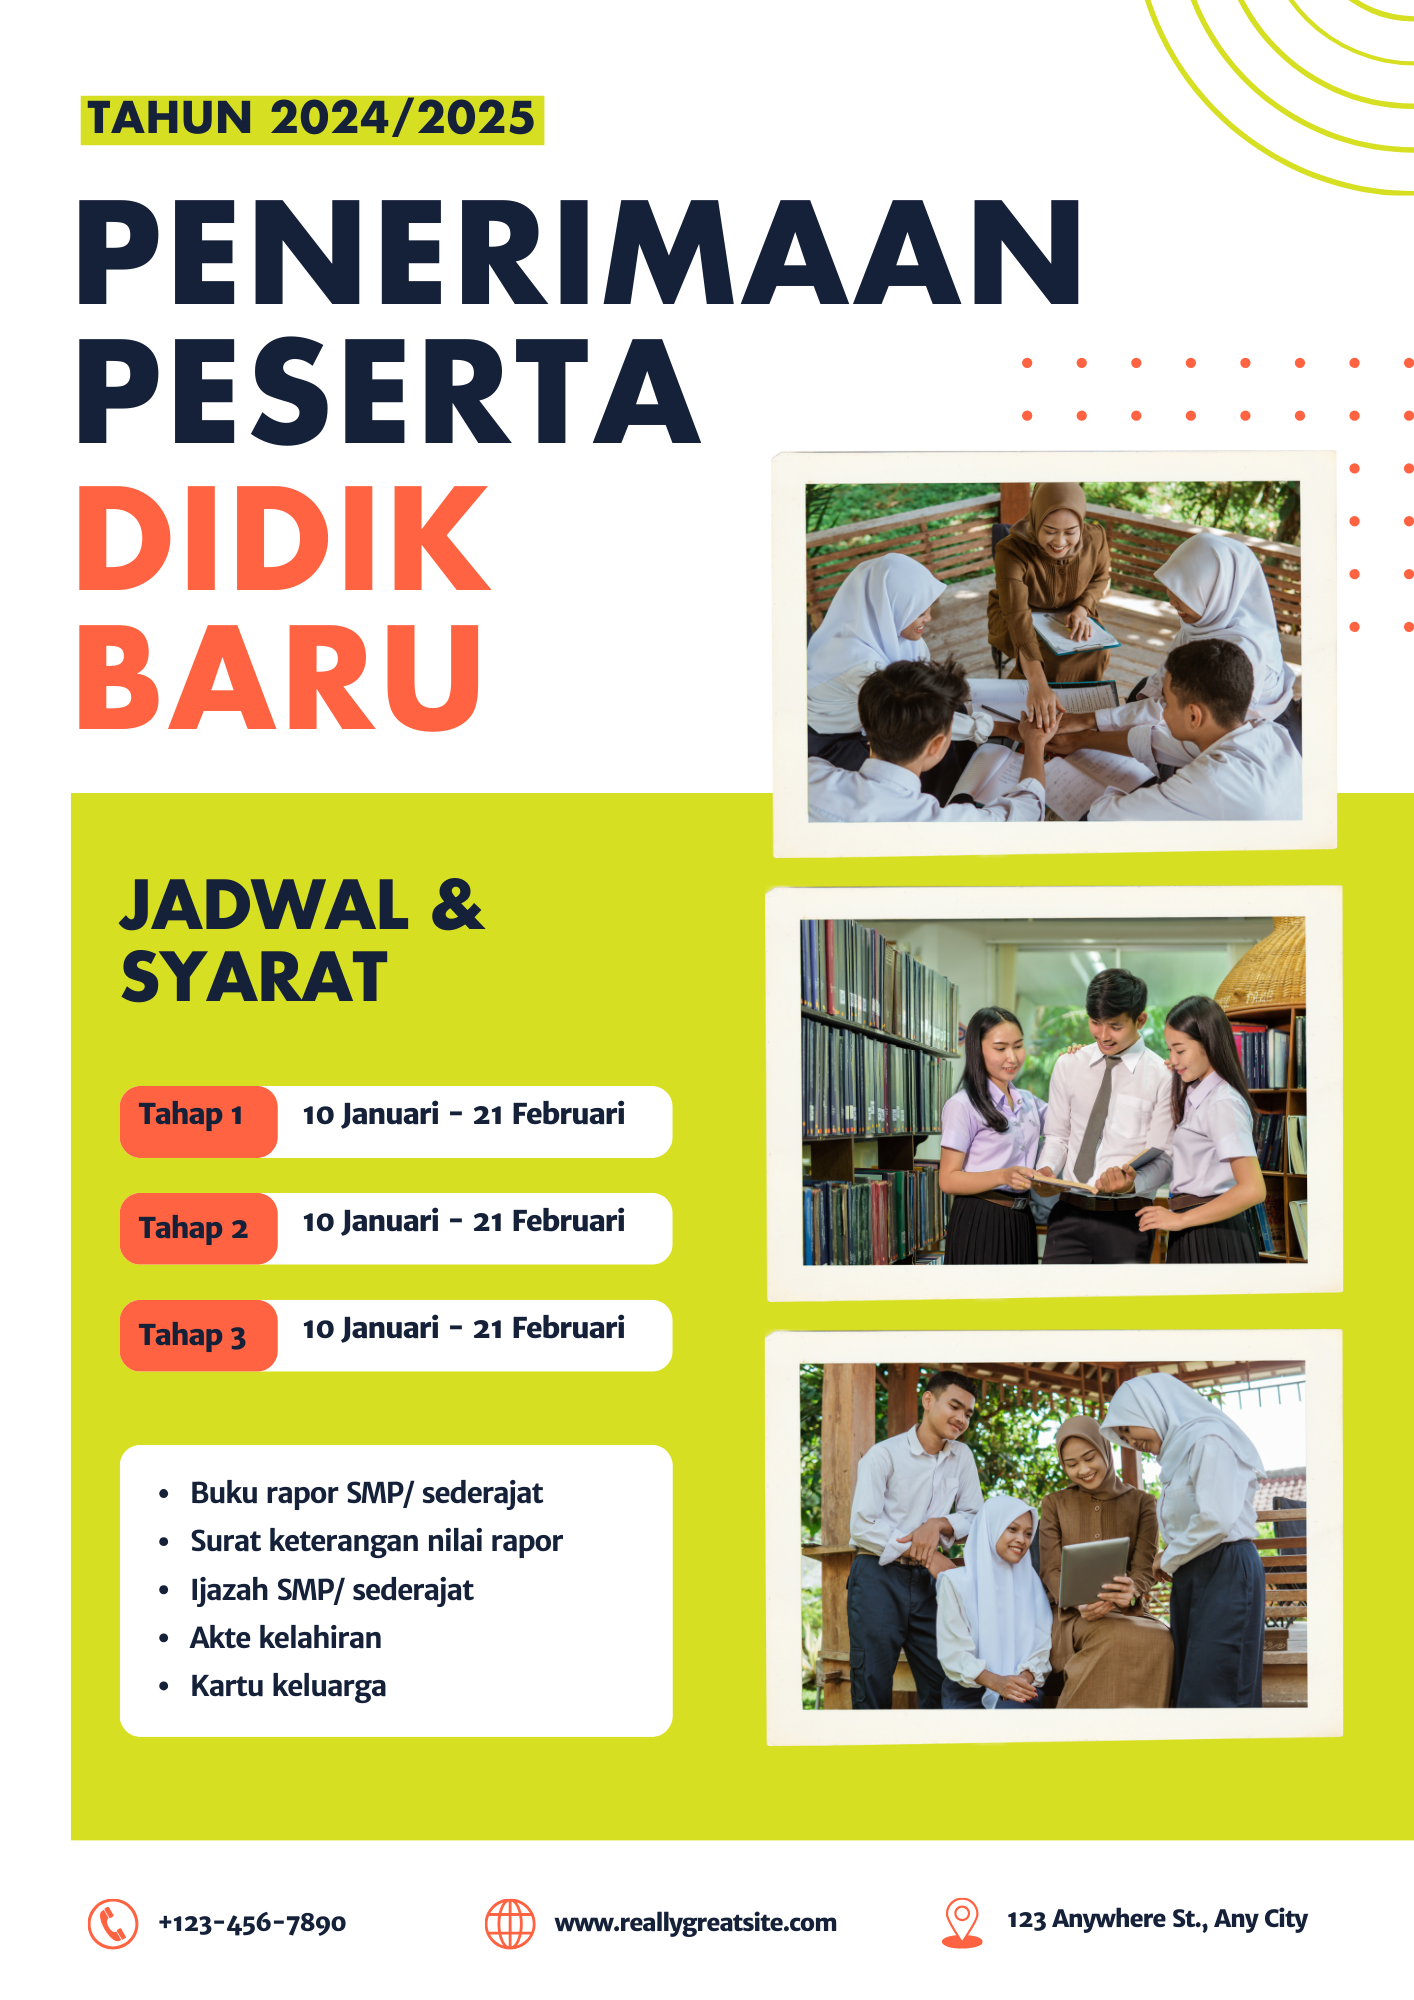 TAHUN 2024/2025
PENERIMAAN
PESERTA
DIDIK
BARU
JADWAL &
SYARAT
Tahap 1 10 Januari - 21 Februari
Tahap 2 10 Januari - 21 Februari
Tahap 3 10 Januari - 21 Februari
• Buku rapor SMP/ sederajat
• Surat keterangan nilai rapor
• Ijazah SMP/ sederajat
• Akte kelahiran
• Kartu keluarga
+123-456-7890
www.reallygreatsite.com
123 Anywhere St., Any City